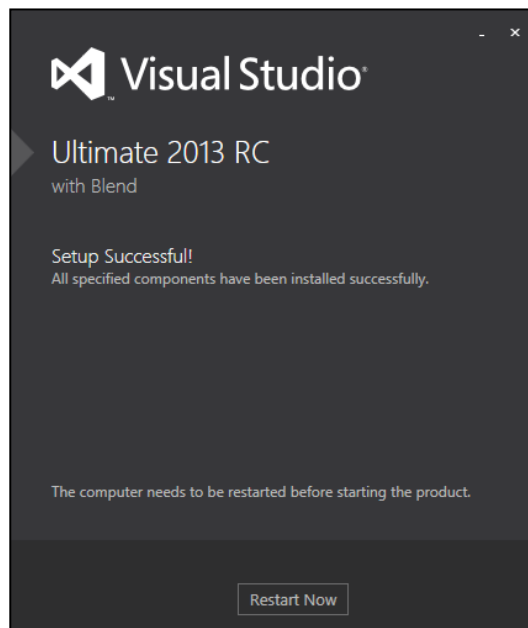 Visual Studio®
™
Ultimate 2013 RC
with Blend
Setup Successful!
All specified components have been installed successfully.
The computer needs to be restarted before starting the product.
Restart Now